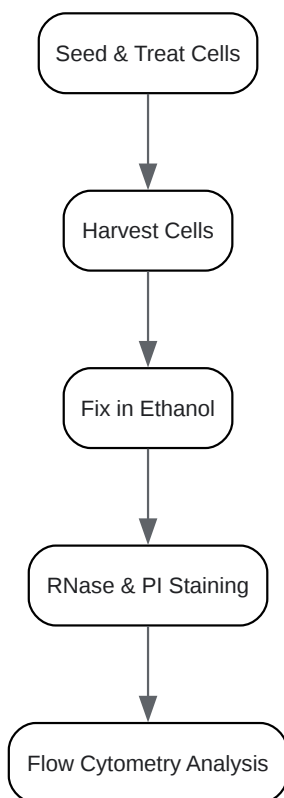 Seed & Treat Cells
Harvest Cells
Fix in Ethanol
RNase & PI Staining
Flow Cytometry Analysis